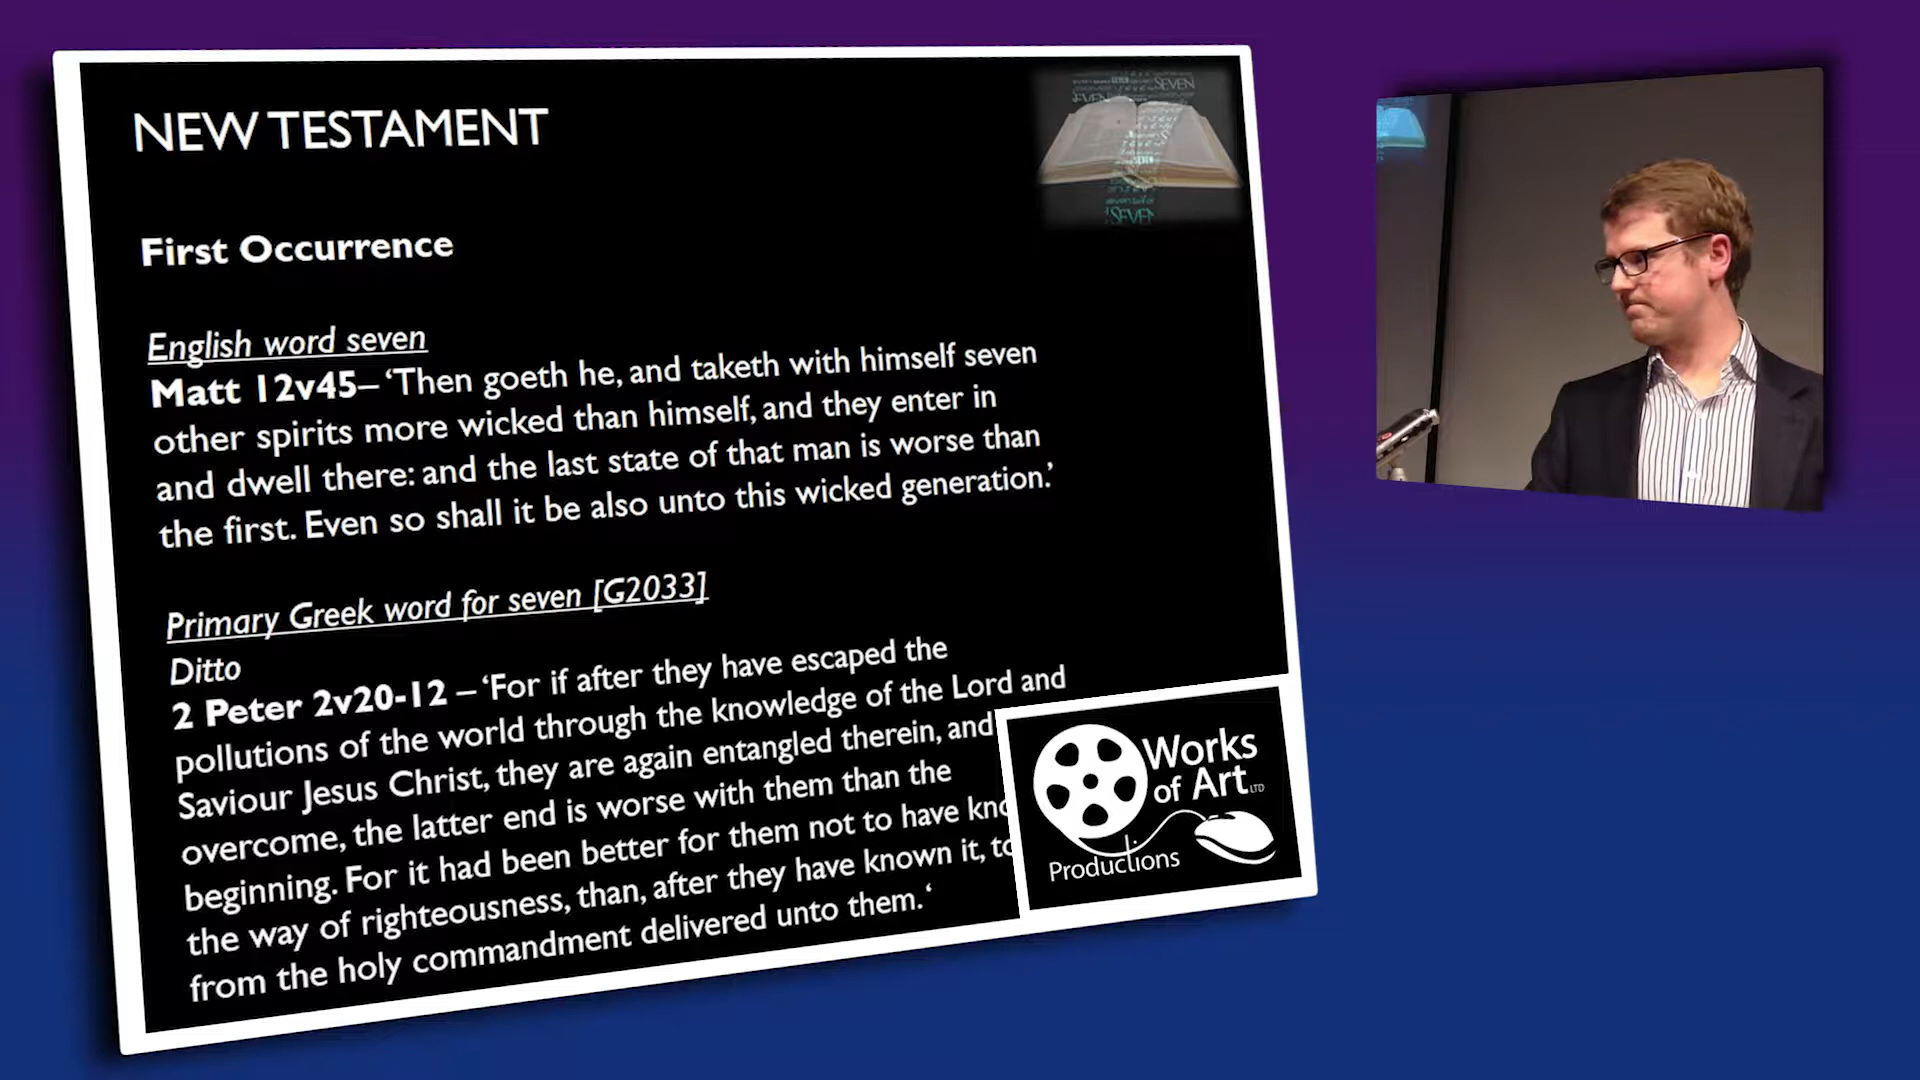 NEW TESTAMENT
SEVEN
First Occurrence
English word seven
Matt 12v45– ‘Then goeth he, and taketh with himself seven
other spirits more wicked than himself, and they enter in
and dwell there: and the last state of that man is worse than
the first. Even so shall it be also unto this wicked generation.’
Primary Greek word for seven [G2033]
Ditto
2 Peter 2v20-12 – ‘For if after they have escaped the
pollutions of the world through the knowledge of the Lord and
Saviour Jesus Christ, they are again entangled therein, and
overcome, the latter end is worse with them than the
beginning. For it had been better for them not to have
the way of righteousness, than, after they have known it,
from the holy commandment delivered unto them.‘
Works
of Art LTD
Productions